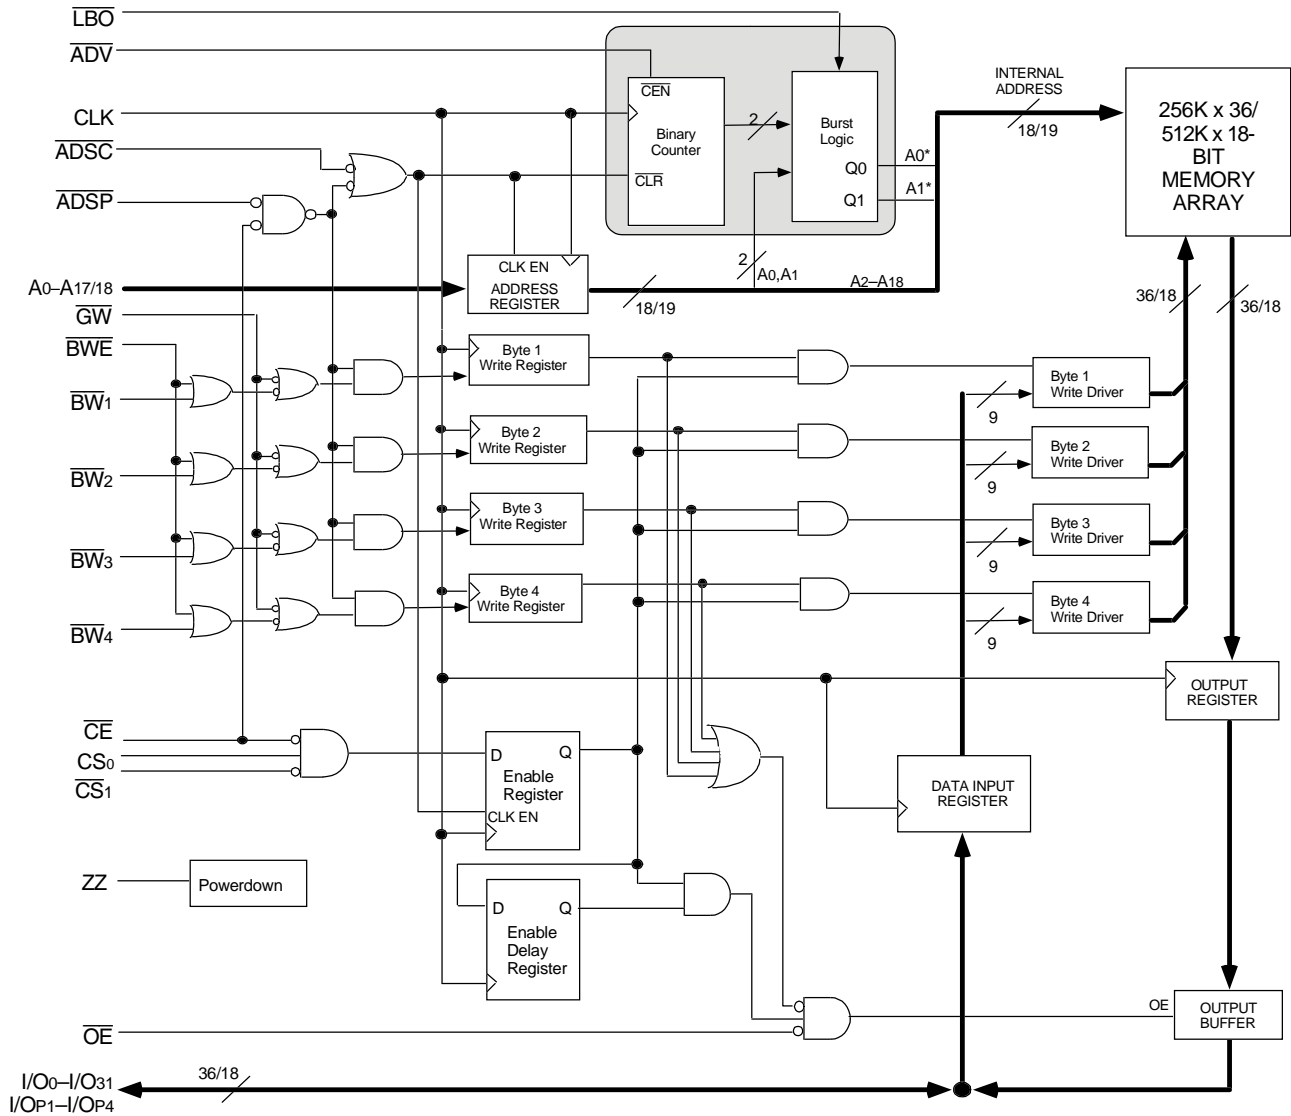 LBO
ADV
CLK
ADSC
ADSP
A0–A17/18
GW
BWE
BW1
BW2
BW3
BW4
CE
CS0
CS1
ZZ
Powerdown
OE
I/O0–I/O31
I/OP1–I/OP4
36/18
CEN
Binary
Counter
CLR
2
Burst
Logic
Q0
Q1
A0*
A1*
INTERNAL
ADDRESS
18/19
256K x 36/
512K x 18-
BIT
MEMORY
ARRAY
CLK EN
ADDRESS
REGISTER
18/19
2
A0,A1
A2–A18
36/18
36/18
Byte 1
Write Register
Byte 2
Write Register
Byte 3
Write Register
Byte 4
Write Register
9
Byte 1
Write Driver
9
Byte 2
Write Driver
9
Byte 3
Write Driver
9
Byte 4
Write Driver
OUTPUT
REGISTER
D
Q
Enable
Register
CLK EN
DATA INPUT
REGISTER
D
Q
Enable
Delay
Register
OE
OUTPUT
BUFFER